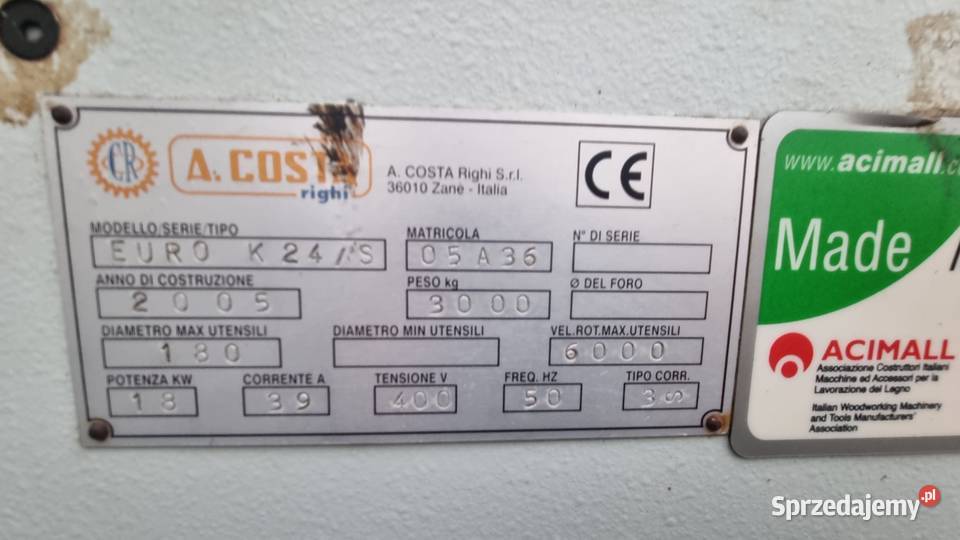 CR
A. COSTA
righi
A. COSTA Righi S.r.l.
36010 Zanè - Italia
CE
MODELLO/SERIE/TIPO
EURO K 24/S
MATRICOLA
05A36
N° DI SERIE
ANNO DI COSTRUZIONE
2005
PESO kg
3000
Ø DEL FORO
DIAMETRO MAX UTENSILI
180
DIAMETRO MIN UTENSILI
VEL.ROT.MAX.UTENSILI
6000
POTENZA KW
18
CORRENTE A
39
TENSIONE V
400
FREQ. HZ
50
TIPO CORR.
3S
www.acimall.c
Made
ACIMALL
Associazione Costruttori Italiani
Macchine ed Accessori per la
Lavorazione del Legno
Italian Woodworking Machinery
and Tools Manufacturers'
Association
Sprzedajemy.pl